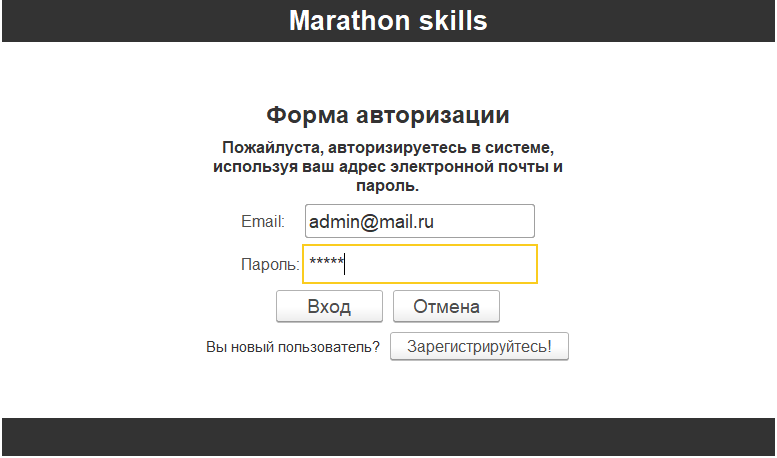 Marathon skills
Форма авторизации
Пожайлуста, авторизируетесь в системе,
используя ваш адрес электронной почты и
пароль.
Email: admin@mail.ru
Пароль: *****
Вход Отмена
Вы новый пользователь? Зарегистрируйтесь!